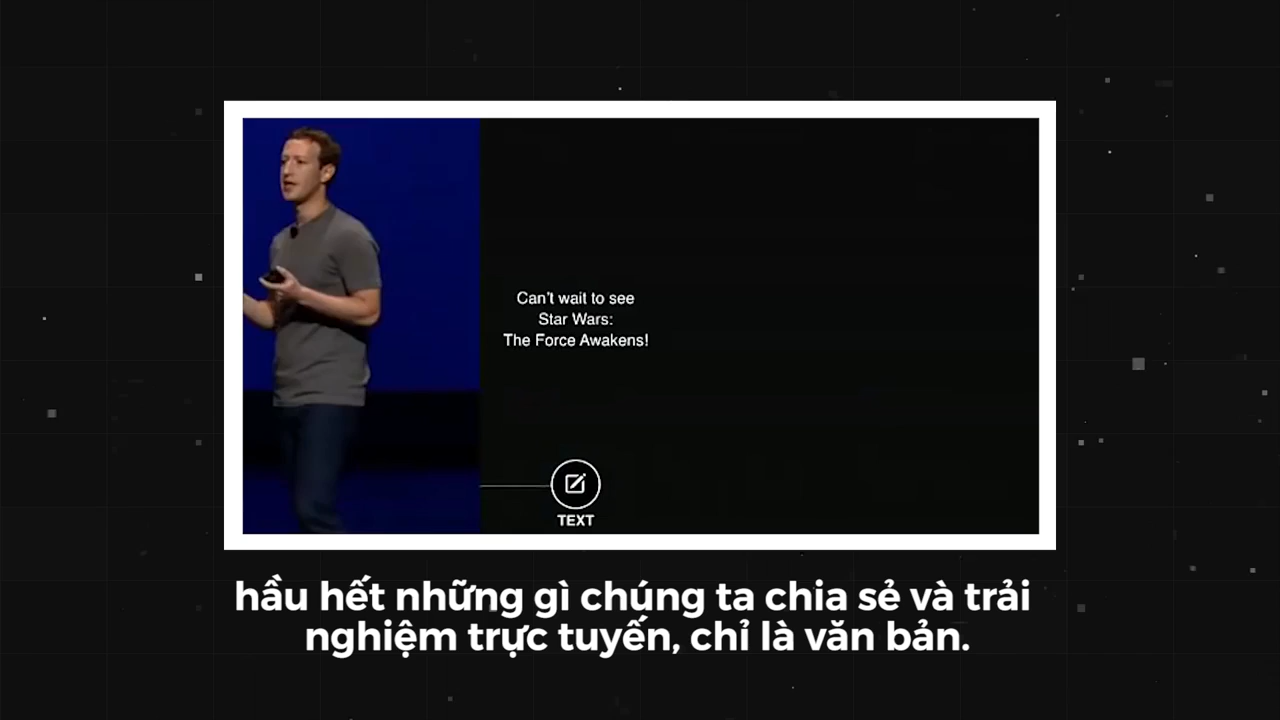 Can't wait to see
Star Wars:
The Force Awakens!
TEXT
hầu hết những gì chúng ta chia sẻ và trải
nghiệm trực tuyến, chỉ là văn bản.